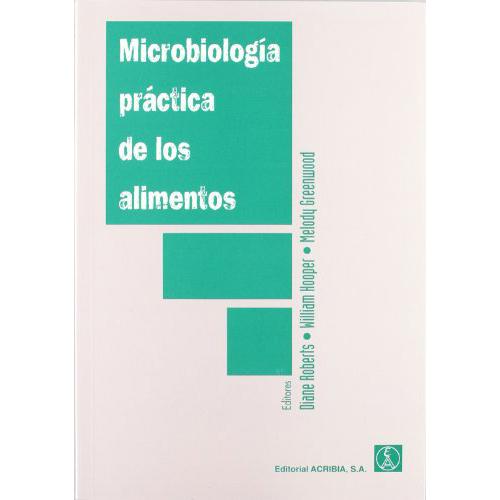 Microbiología
práctica
de los
alimentos
Editores
Diane Roberts • William Hooper • Melody Greenwood
Editorial ACRIBIA, S.A.